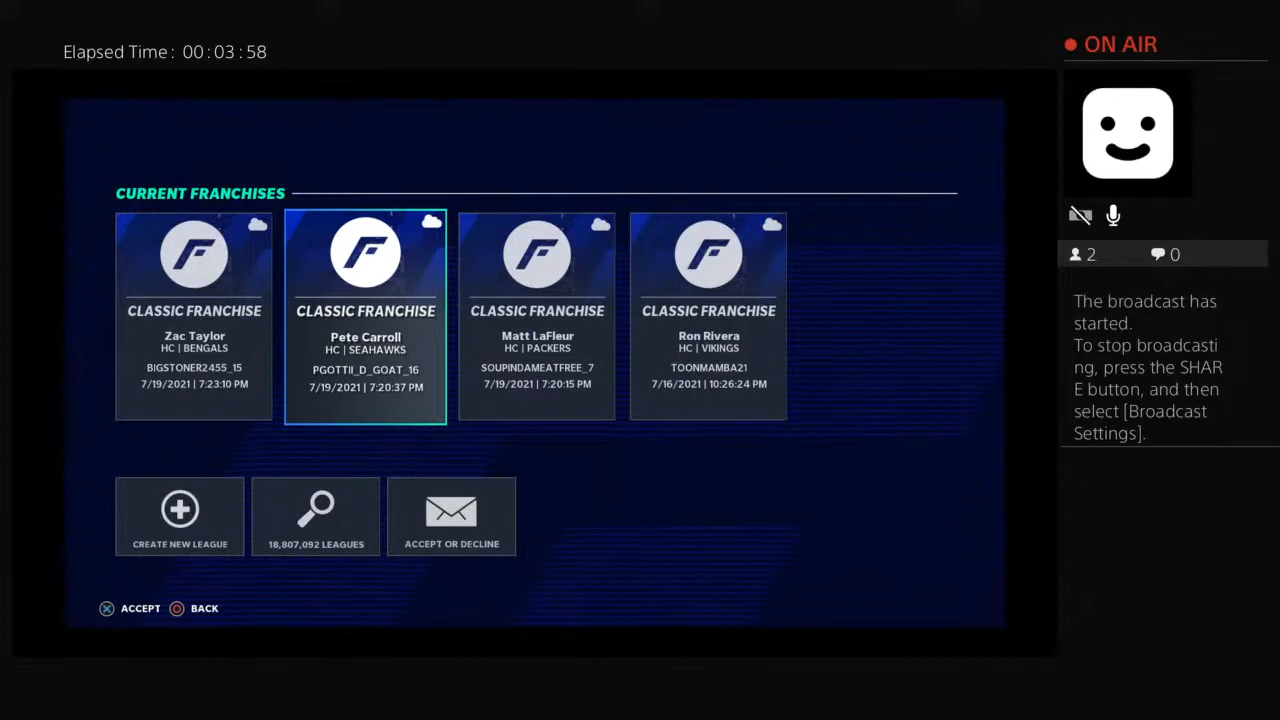 Elapsed Time: 00:03:58
ON AIR
2
0
The broadcast has
started.
To stop broadcasti
ng, press the SHAR
E button, and then
select [Broadcast
Settings].
CURRENT FRANCHISES
CLASSIC FRANCHISE
Zac Taylor
HC | BENGALS
BIGSTONER2455_15
7/19/2021 | 7:23:10 PM
CLASSIC FRANCHISE
Pete Carroll
HC | SEAHAWKS
PGOTTII_D_GOAT_16
7/19/2021 | 7:20:37 PM
CLASSIC FRANCHISE
Matt LaFleur
HC | PACKERS
SOUPINDAMEATFREE_7
7/19/2021 | 7:20:15 PM
CLASSIC FRANCHISE
Ron Rivera
HC | VIKINGS
TOONMAMBA21
7/16/2021 | 10:26:24 PM
CREATE NEW LEAGUE
18,807,092 LEAGUES
ACCEPT OR DECLINE
ACCEPT
BACK